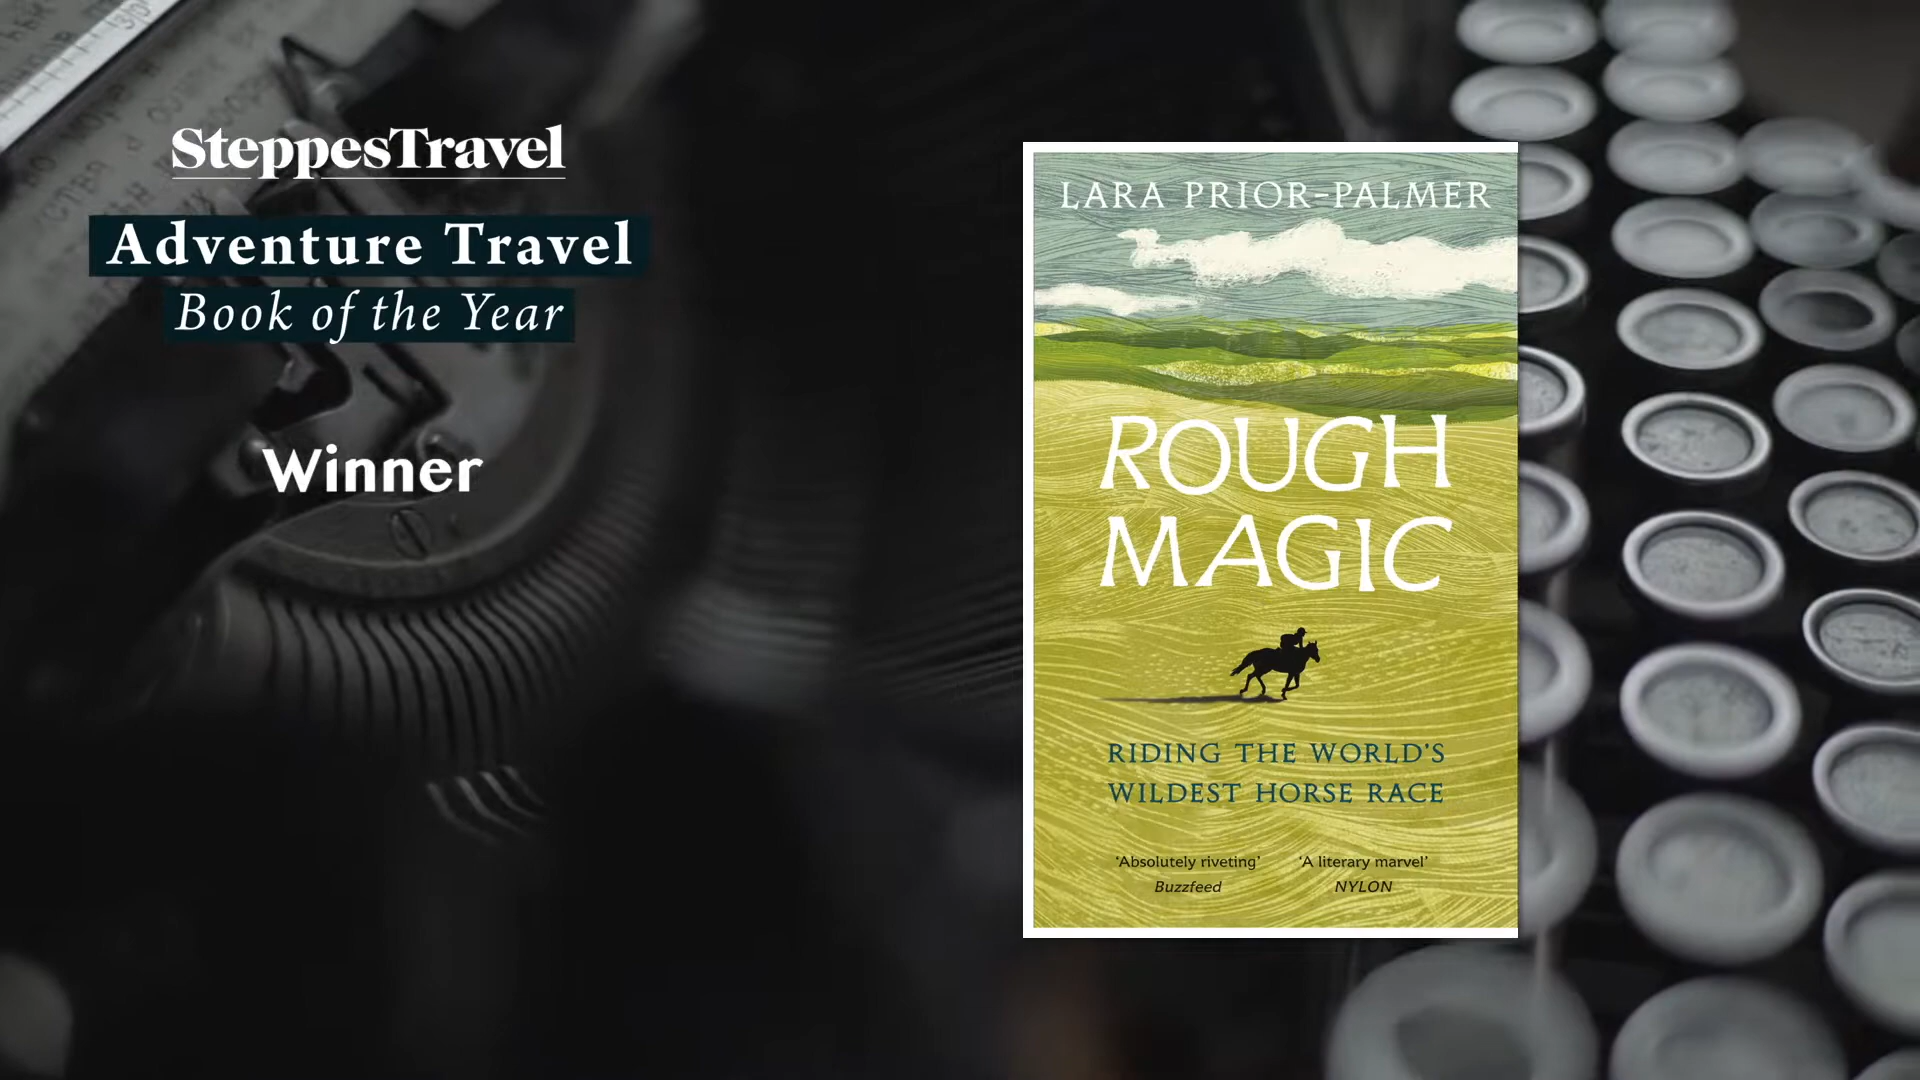 SteppesTravel
Adventure Travel
Book of the Year
Winner
LARA PRIOR-PALMER
ROUGH
MAGIC
RIDING THE WORLD'S
WILDEST HORSE RACE
'Absolutely riveting'
Buzzfeed
'A literary marvel'
NYLON